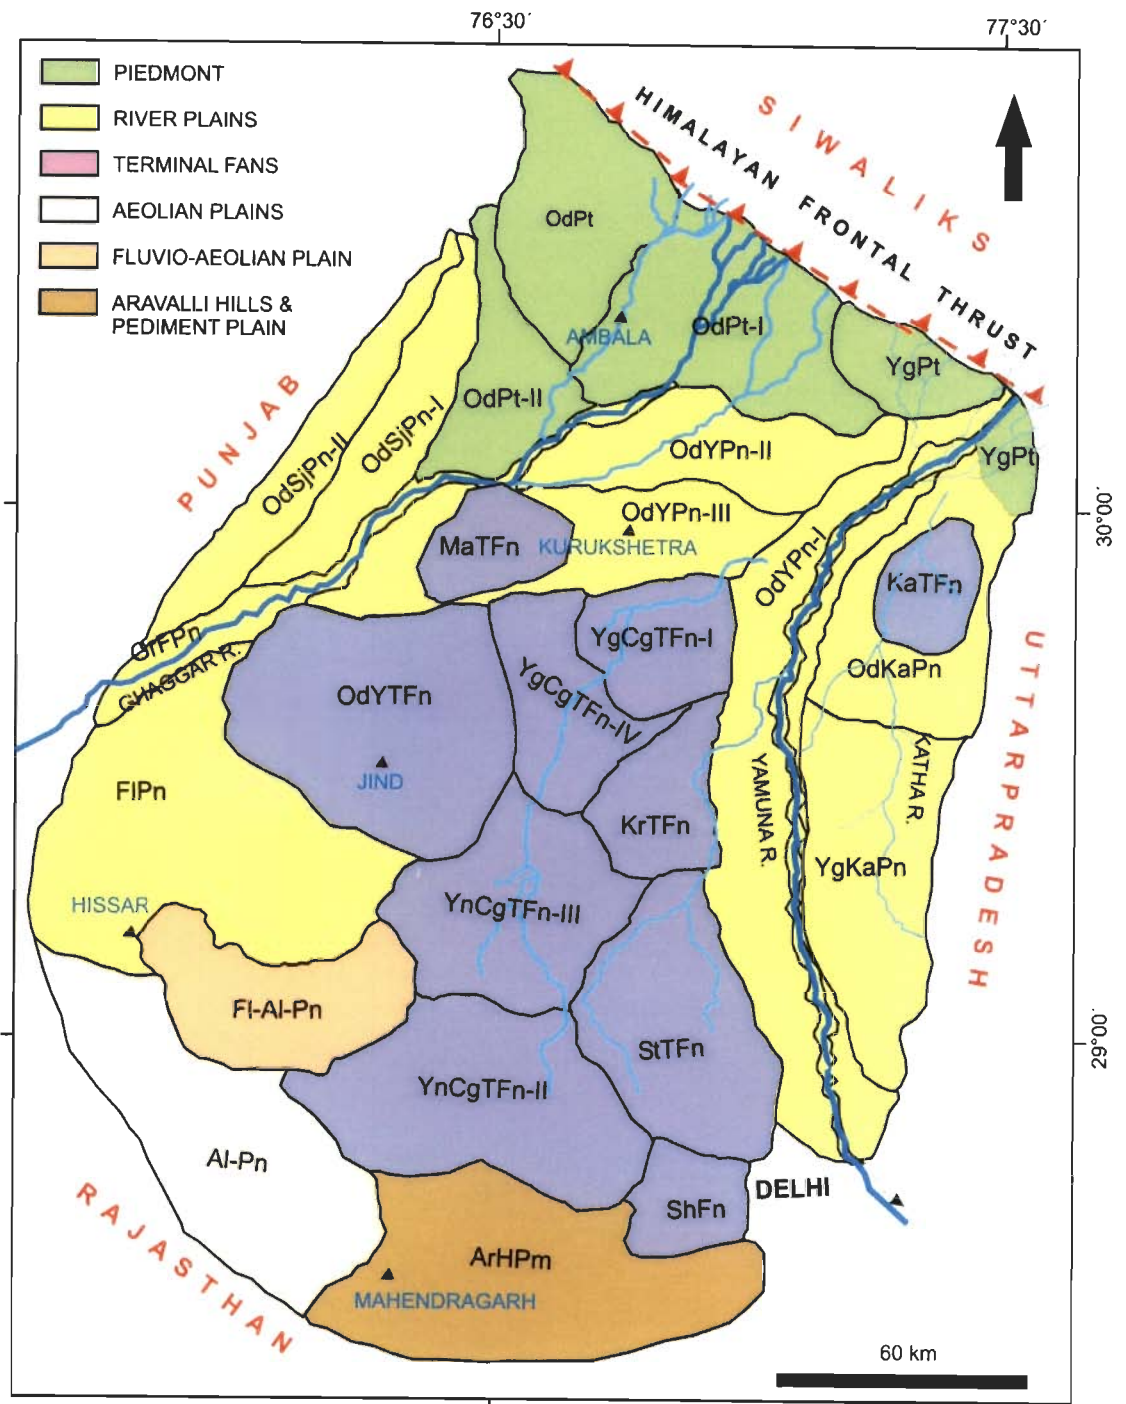 76°30′
77°30′
PIEDMONT
RIVER PLAINS
TERMINAL FANS
AEOLIAN PLAINS
FLUVIO-AEOLIAN PLAIN
ARAVALLI HILLS &
PEDIMENT PLAIN
SIWALIKS
HIMALAYAN FRONTAL THRUST
OdPt
AMBALA
OdPt-I
YgPt
OdPt-II
PUNJAB
OdSjPn-II
OdSjPn-I
OdYPn-II
YgPt
OdYPn-III
KURUKSHETRA
MaTFn
OdYPn-I
30°00′
KaTFn
GrFPn
GHAGGAR R.
YgCgTFn-I
OdKaPn
OdYTFn
YgCgTFn-IV
JIND
UTTARPRADESH
FlPn
KATHA R.
YAMUNA R.
KrTFn
YgKaPn
HISSAR
YnCgTFn-III
Fl-Al-Pn
StTFn
29°00′
YnCgTFn-II
Al-Pn
DELHI
ShFn
RAJASTHAN
ArHPm
MAHENDRAGARH
60 km